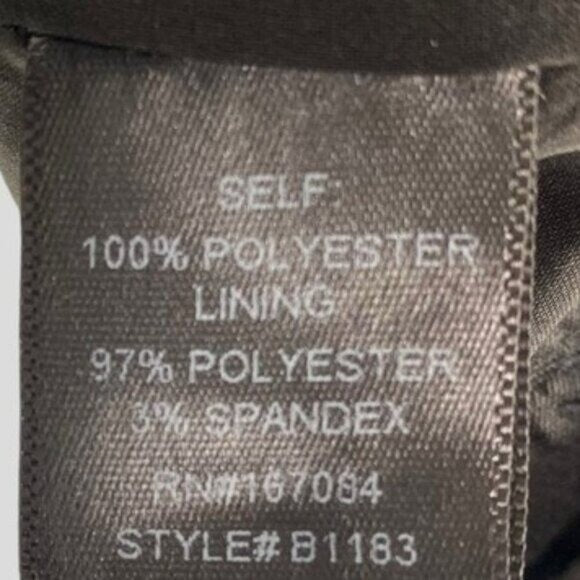 SELF:
100% POLYESTER
LINING
97% POLYESTER
3% SPANDEX
RN#167084
STYLE# B1183